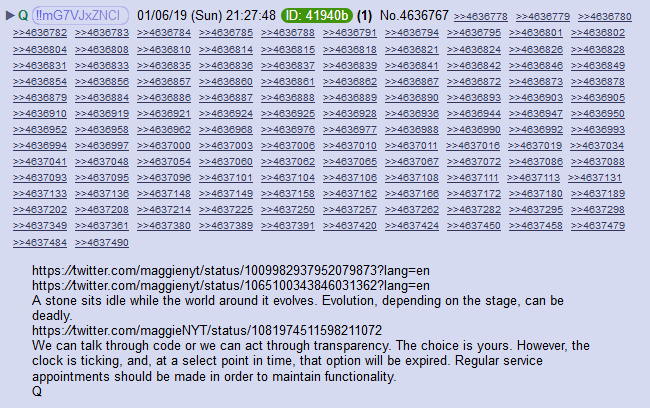 Q !!mG7VJxZNCI 01/06/19 (Sun) 21:27:48 ID: 41940b (1) No.4636767 >>4636778 >>4636779 >>4636780
>>4636782 >>4636783 >>4636784 >>4636785 >>4636788 >>4636791 >>4636794 >>4636795 >>4636801 >>4636802
>>4636804 >>4636808 >>4636810 >>4636814 >>4636818 >>4636821 >>4636824 >>4636826 >>4636828
>>4636831 >>4636833 >>4636835 >>4636836 >>4636837 >>4636839 >>4636841 >>4636842 >>4636846 >>4636849
>>4636854 >>4636856 >>4636857 >>4636860 >>4636861 >>4636862 >>4636867 >>4636872 >>4636873 >>4636878
>>4636879 >>4636884 >>4636886 >>4636887 >>4636888 >>4636889 >>4636890 >>4636893 >>4636903 >>4636905
>>4636910 >>4636919 >>4636921 >>4636924 >>4636925 >>4636928 >>4636936 >>4636944 >>4636947 >>4636950
>>4636952 >>4636958 >>4636962 >>4636968 >>4636976 >>4636977 >>4636988 >>4636990 >>4636992 >>4636993
>>4636994 >>4636997 >>4637000 >>4637003 >>4637006 >>4637010 >>4637011 >>4637016 >>4637019 >>4637034
>>4637041 >>4637048 >>4637054 >>4637060 >>4637062 >>4637065 >>4637067 >>4637072 >>4637086 >>4637088
>>4637093 >>4637095 >>4637096 >>4637101 >>4637104 >>4637106 >>4637108 >>4637111 >>4637113 >>4637131
>>4637133 >>4637136 >>4637148 >>4637149 >>4637158 >>4637162 >>4637166 >>4637172 >>4637180 >>4637189
>>4637202 >>4637208 >>4637214 >>4637225 >>4637250 >>4637257 >>4637262 >>4637282 >>4637295 >>4637298
>>4637349 >>4637361 >>4637380 >>4637389 >>4637391 >>4637420 >>4637424 >>4637450 >>4637458 >>4637479
>>4637484 >>4637490
https://twitter.com/maggienyt/status/1009982937952079873?lang=en
https://twitter.com/maggienyt/status/1065100343846031362?lang=en
A stone sits idle while the world around it evolves. Evolution, depending on the stage, can be
deadly.
https://twitter.com/maggieNYT/status/1081974511598211072
We can talk through code or we can act through transparency. The choice is yours. However, the
clock is ticking, and, at a select point in time, that option will be expired. Regular service
appointments should be made in order to maintain functionality.
Q